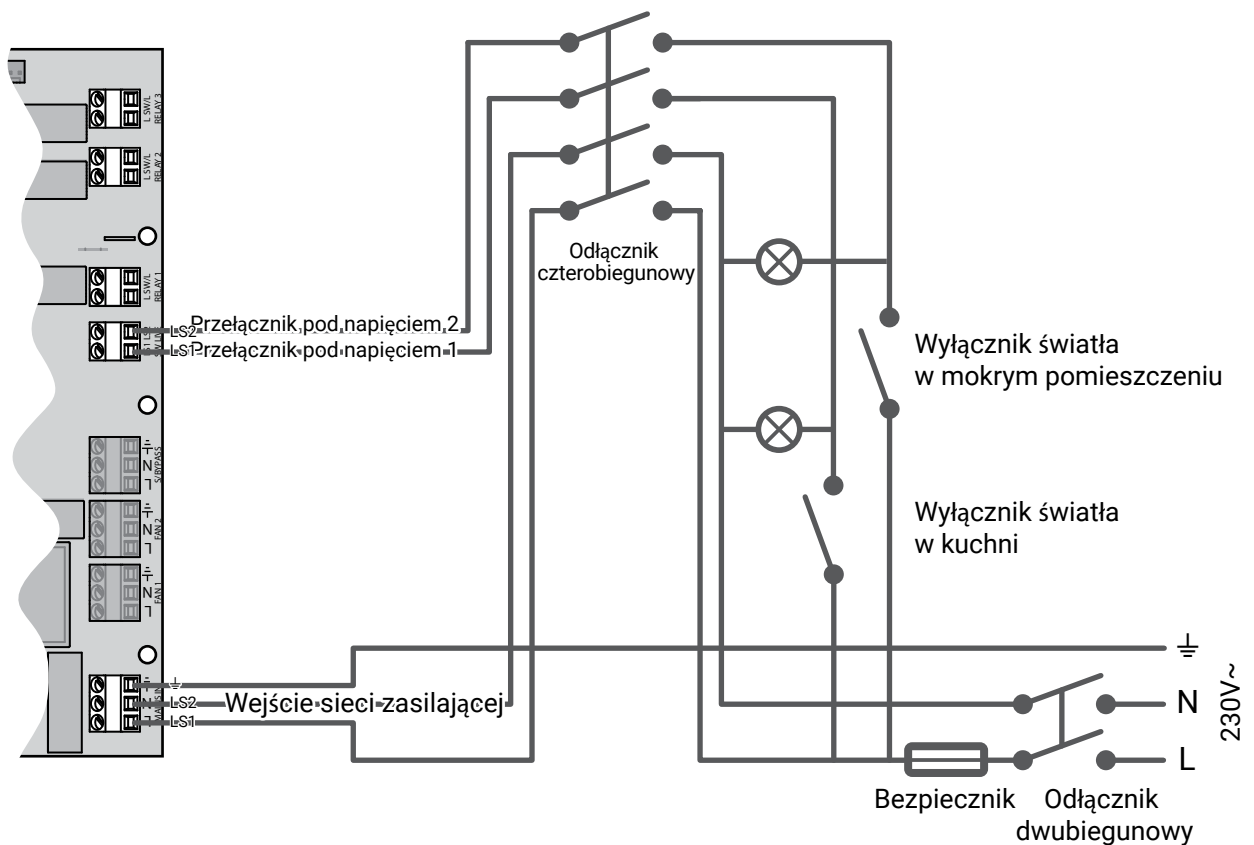 L SW/L
RELAY 3
L SW/L
RELAY 2
L SW/L
RELAY 1
Odłącznik
czterobiegunowy
LS2 Przełącznik pod napięciem 2
LS1 Przełącznik pod napięciem 1
Wyłącznik światła
w mokrym pomieszczeniu
N
L
S/BYPASS
N
L
FAN 2
N
L
FAN 1
Wyłącznik światła
w kuchni
LS2 Wejście sieci zasilającej
LS1
N
L
230V~
Bezpiecznik
Odłącznik
dwubiegunowy